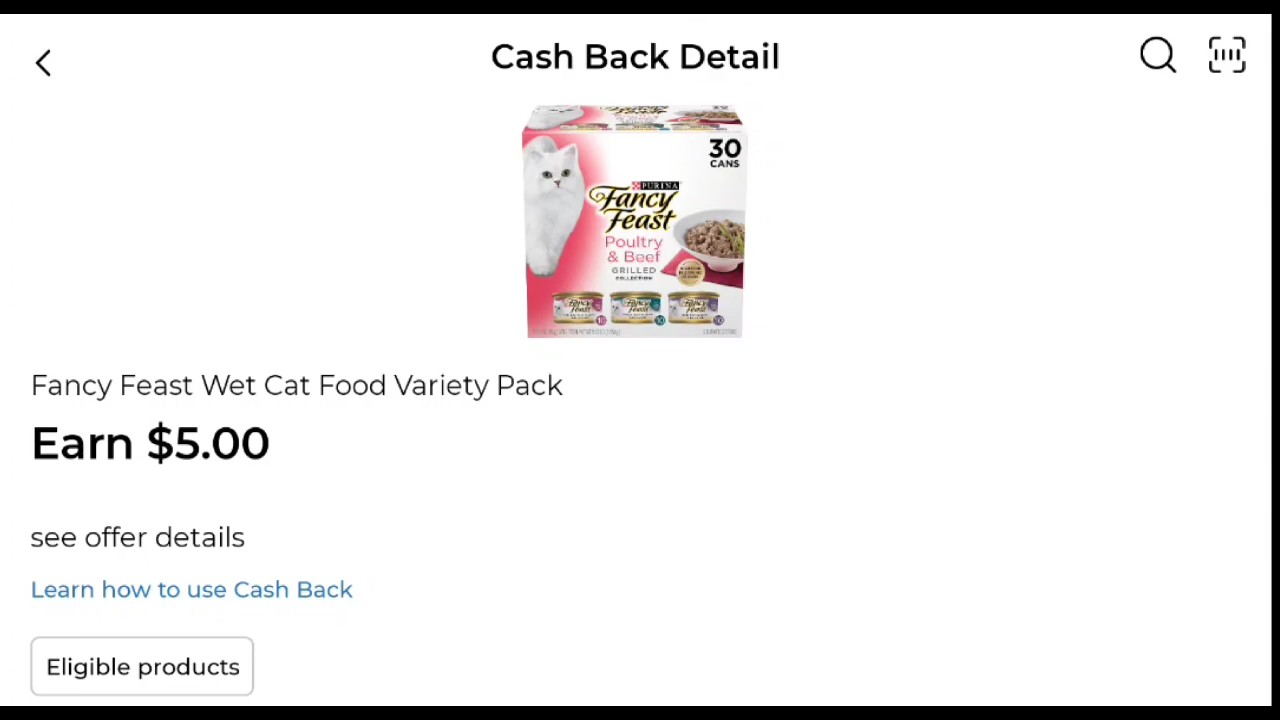 Cash Back Detail
30
CANS
PURINA
Fancy
Feast
Poultry
& Beef
GRILLED
COLLECTION
Fancy Feast Wet Cat Food Variety Pack
Earn $5.00
see offer details
Learn how to use Cash Back
Eligible products